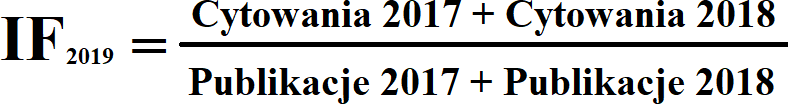 IF2019 = Cytowania 2017 + Cytowania 2018
Publikacje 2017 + Publikacje 2018